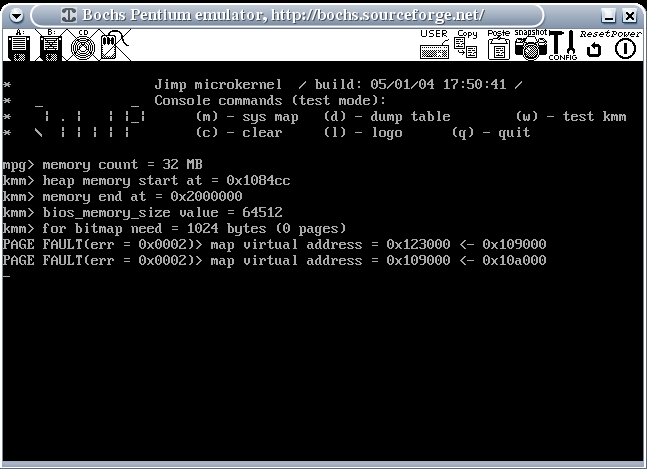 Bochs Pentium emulator, http://bochs.sourceforge.net/
A: B: CD USER Copy Paste Snapshot CONFIG Reset Power
* Jimp microkernel / build: 05/01/04 17:50:41 /
* _ _ Console commands (test mode):
* ¦ . ¦ ¦ ¦_¦ (m) - sys map (d) - dump table (w) - test kmm
* \ ¦ ¦ ¦ ¦ ¦ (c) - clear (l) - logo (q) - quit
mpg> memory count = 32 MB
kmm> heap memory start at = 0x1084cc
kmm> memory end at = 0x2000000
kmm> bios_memory_size value = 64512
kmm> for bitmap need = 1024 bytes (0 pages)
PAGE FAULT(err = 0x0002)> map virtual address = 0x123000 <- 0x109000
PAGE FAULT(err = 0x0002)> map virtual address = 0x109000 <- 0x10a000
_